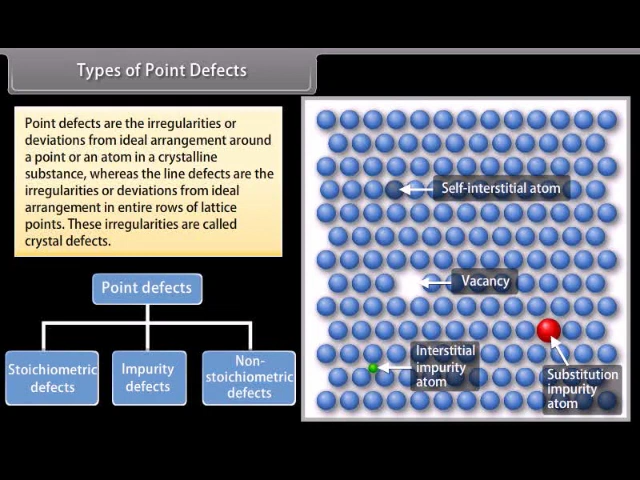 Types of Point Defects
Point defects are the irregularities or
deviations from ideal arrangement around
a point or an atom in a crystalline
substance, whereas the line defects are the
irregularities or deviations from ideal
arrangement in entire rows of lattice
points. These irregularities are called
crystal defects.
Point defects
Stoichiometric
defects
Impurity
defects
Non-
stoichiometric
defects
Self-interstitial atom
Vacancy
Interstitial
impurity
atom
Substitution
impurity
atom